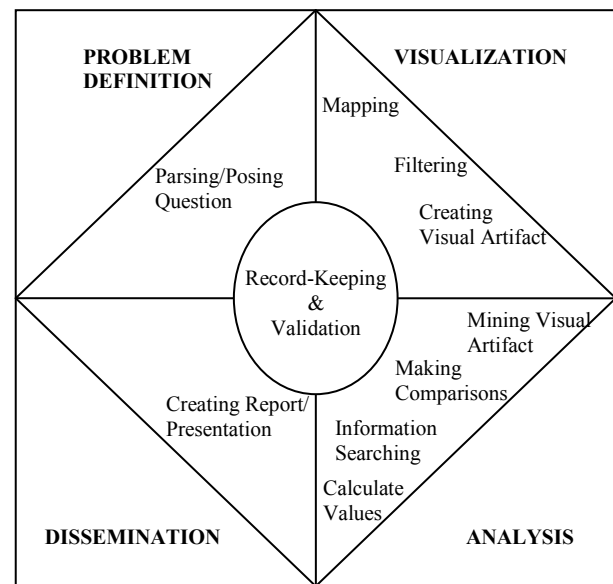 PROBLEM
DEFINITION
Parsing/Posing
Question
VISUALIZATION
Mapping
Filtering
Creating
Visual Artifact
Record-Keeping
&
Validation
Creating Report/
Presentation
DISSEMINATION
Mining Visual
Artifact
Making
Comparisons
Information
Searching
Calculate
Values
ANALYSIS